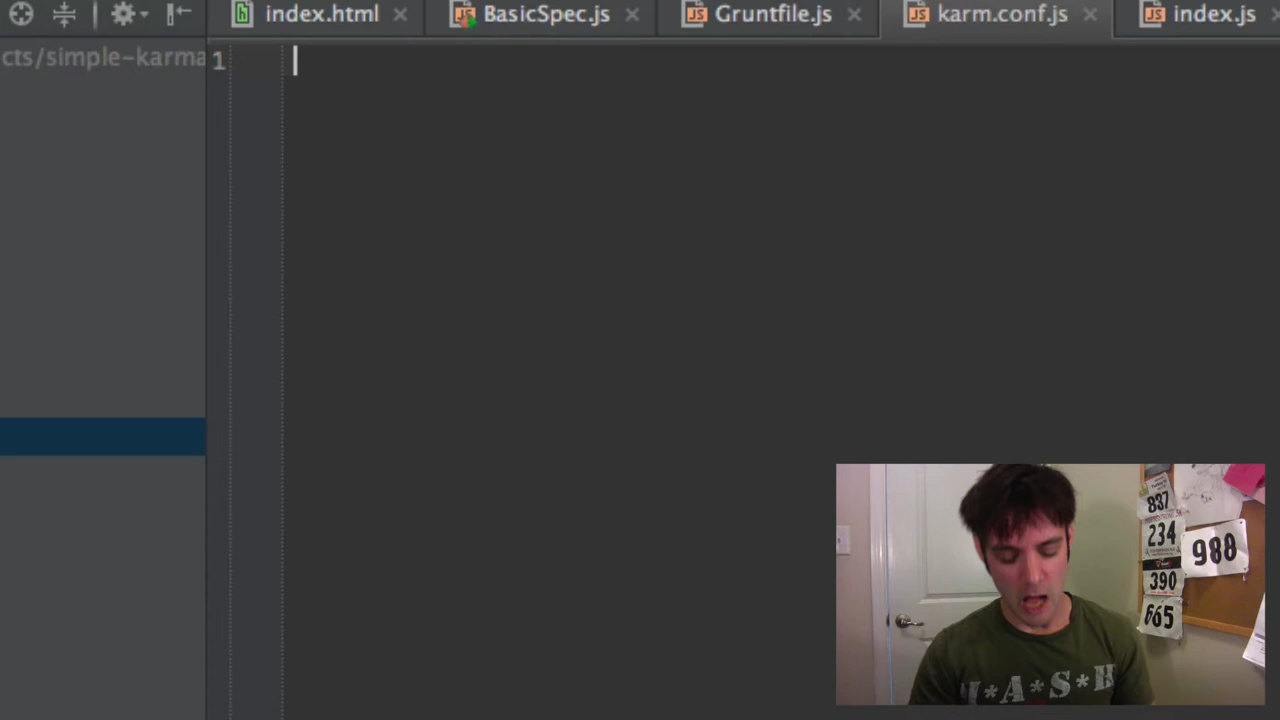 index.html
BasicSpec.js
Gruntfile.js
karm.conf.js
index.js
cts/simple-karma
1
837
234
988
390
665
M*A*S*H